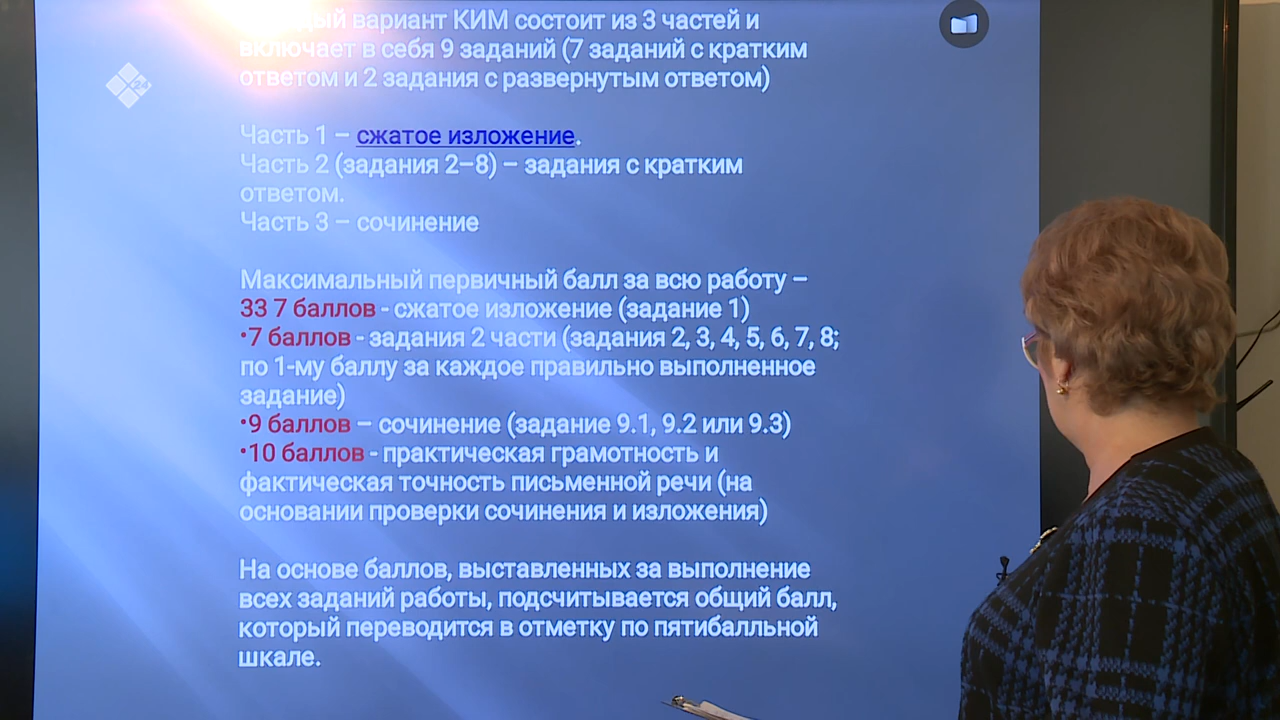 вариант КИМ состоит из 3 частей и
включает в себя 9 заданий (7 заданий с кратким
ответом и 2 задания с развернутым ответом)
24
Часть 1 – сжатое изложение.
Часть 2 (задания 2–8) – задания с кратким
ответом.
Часть 3 – сочинение
Максимальный первичный балл за всю работу –
33 7 баллов - сжатое изложение (задание 1)
•7 баллов - задания 2 части (задания 2, 3, 4, 5, 6, 7, 8;
по 1-му баллу за каждое правильно выполненное
задание)
•9 баллов – сочинение (задание 9.1, 9.2 или 9.3)
•10 баллов - практическая грамотность и
фактическая точность письменной речи (на
основании проверки сочинения и изложения)
На основе баллов, выставленных за выполнение
всех заданий работы, подсчитывается общий балл,
который переводится в отметку по пятибалльной
шкале.